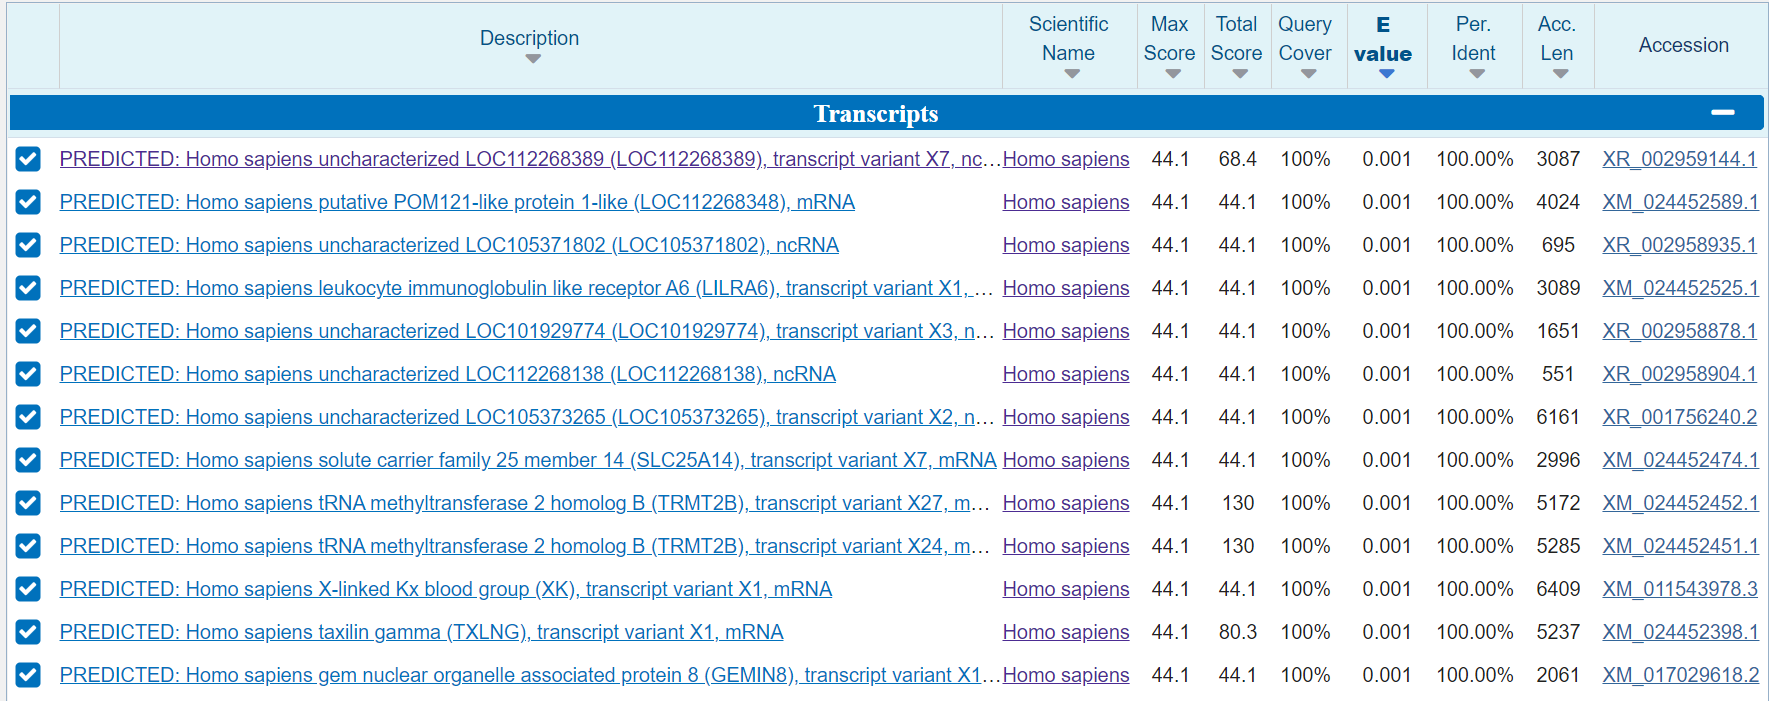 Description Scientific Name Max Score Total Score Query Cover E value Per. Ident Acc. Len Accession
Transcripts
PREDICTED: Homo sapiens uncharacterized LOC112268389 (LOC112268389), transcript variant X7, nc... Homo sapiens 44.1 68.4 100% 0.001 100.00% 3087 XR_002959144.1
PREDICTED: Homo sapiens putative POM121-like protein 1-like (LOC112268348), mRNA Homo sapiens 44.1 44.1 100% 0.001 100.00% 4024 XM_024452589.1
PREDICTED: Homo sapiens uncharacterized LOC105371802 (LOC105371802), ncRNA Homo sapiens 44.1 44.1 100% 0.001 100.00% 695 XR_002958935.1
PREDICTED: Homo sapiens leukocyte immunoglobulin like receptor A6 (LILRA6), transcript variant X1, ... Homo sapiens 44.1 44.1 100% 0.001 100.00% 3089 XM_024452525.1
PREDICTED: Homo sapiens uncharacterized LOC101929774 (LOC101929774), transcript variant X3, n... Homo sapiens 44.1 44.1 100% 0.001 100.00% 1651 XR_002958878.1
PREDICTED: Homo sapiens uncharacterized LOC112268138 (LOC112268138), ncRNA Homo sapiens 44.1 44.1 100% 0.001 100.00% 551 XR_002958904.1
PREDICTED: Homo sapiens uncharacterized LOC105373265 (LOC105373265), transcript variant X2, n... Homo sapiens 44.1 44.1 100% 0.001 100.00% 6161 XR_001756240.2
PREDICTED: Homo sapiens solute carrier family 25 member 14 (SLC25A14), transcript variant X7, mRNA Homo sapiens 44.1 44.1 100% 0.001 100.00% 2996 XM_024452474.1
PREDICTED: Homo sapiens tRNA methyltransferase 2 homolog B (TRMT2B), transcript variant X27, m... Homo sapiens 44.1 130 100% 0.001 100.00% 5172 XM_024452452.1
PREDICTED: Homo sapiens tRNA methyltransferase 2 homolog B (TRMT2B), transcript variant X24, m... Homo sapiens 44.1 130 100% 0.001 100.00% 5285 XM_024452451.1
PREDICTED: Homo sapiens X-linked Kx blood group (XK), transcript variant X1, mRNA Homo sapiens 44.1 44.1 100% 0.001 100.00% 6409 XM_011543978.3
PREDICTED: Homo sapiens taxilin gamma (TXLNG), transcript variant X1, mRNA Homo sapiens 44.1 80.3 100% 0.001 100.00% 5237 XM_024452398.1
PREDICTED: Homo sapiens gem nuclear organelle associated protein 8 (GEMIN8), transcript variant X1... Homo sapiens 44.1 44.1 100% 0.001 100.00% 2061 XM_017029618.2